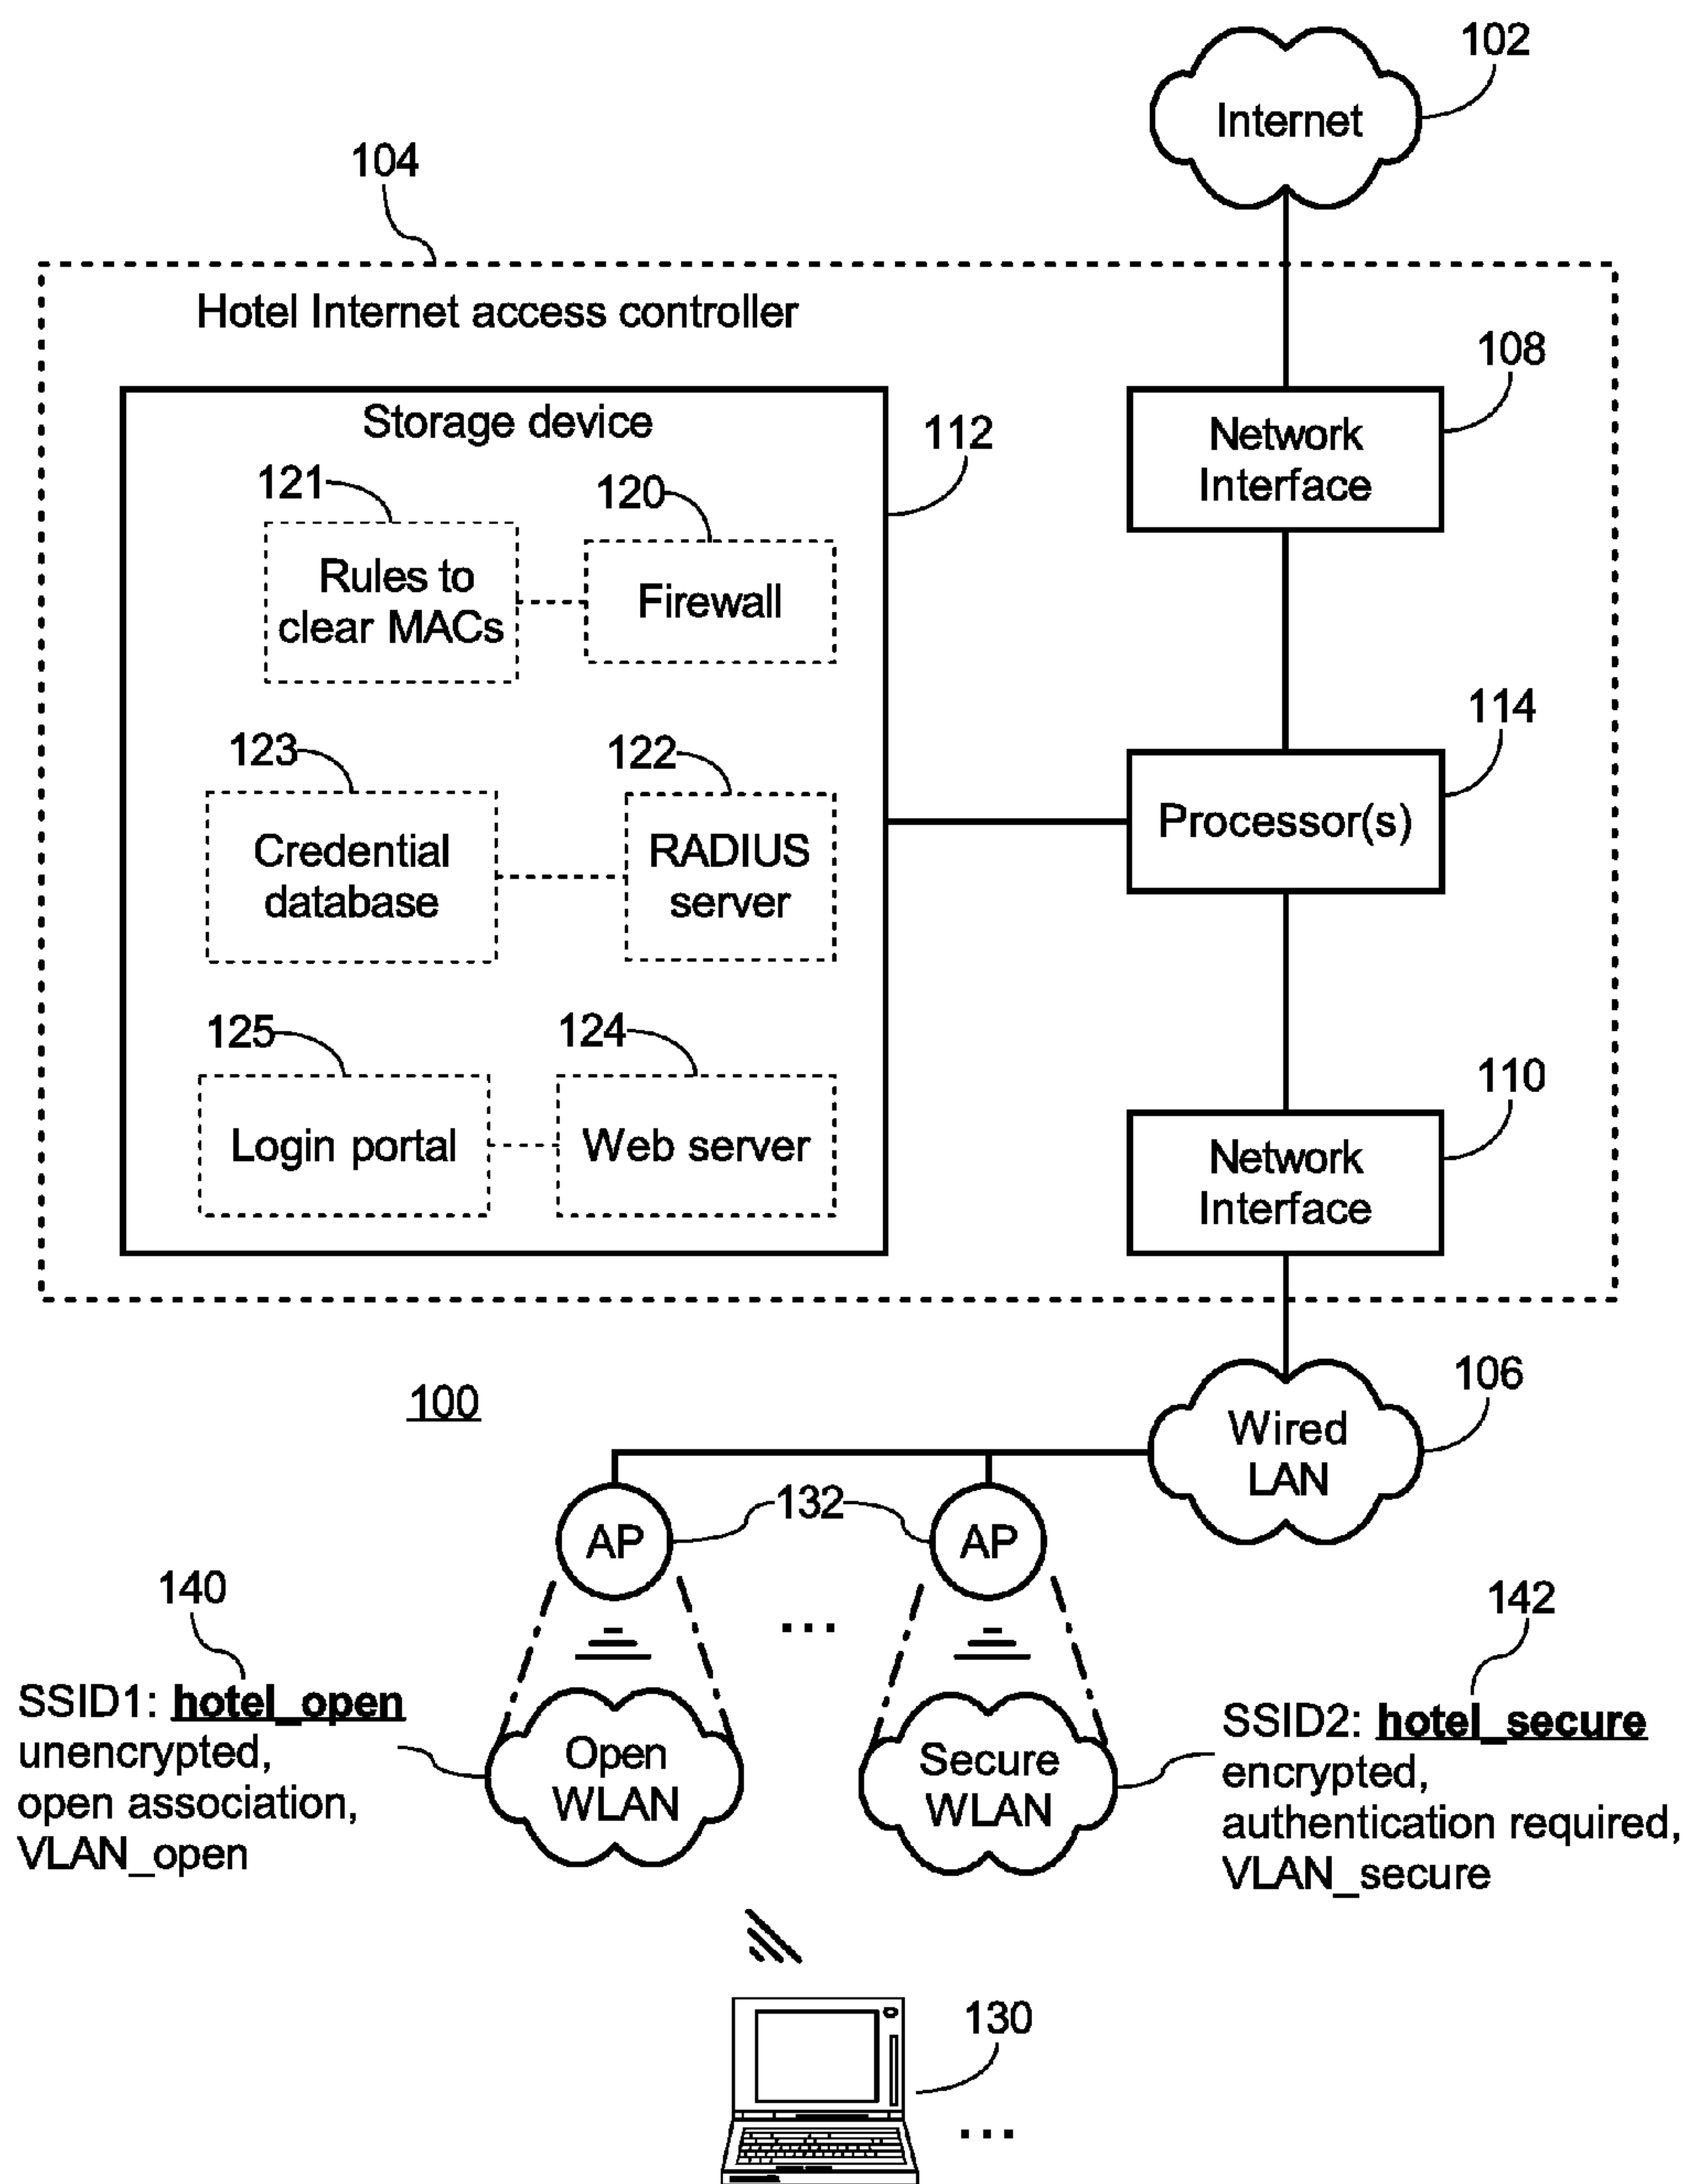 102
Internet
104
Hotel Internet access controller
108
Network
Interface
Storage device
112
121
120
Rules to
clear MACs
Firewall
114
Processor(s)
123
122
Credential
database
RADIUS
server
125
124
Login portal
Web server
110
Network
Interface
106
Wired
LAN
100
132
AP
AP
140
142
SSID1: hotel_open
unencrypted,
open association,
VLAN_open
Open
WLAN
...
Secure
WLAN
SSID2: hotel_secure
encrypted,
authentication required,
VLAN_secure
130
...